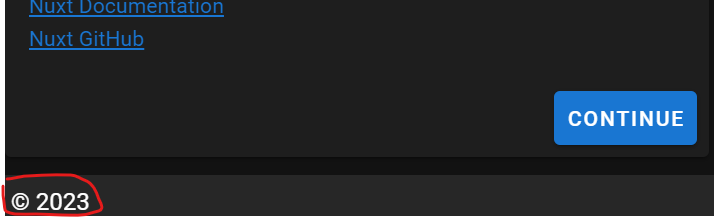 Nuxt Documentation
Nuxt GitHub
CONTINUE
© 2023